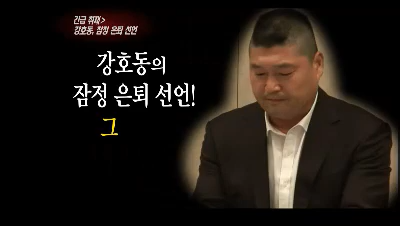 긴급 취재>
강호동, 잠정 은퇴 선언
강호동의
잠정 은퇴 선언!
그